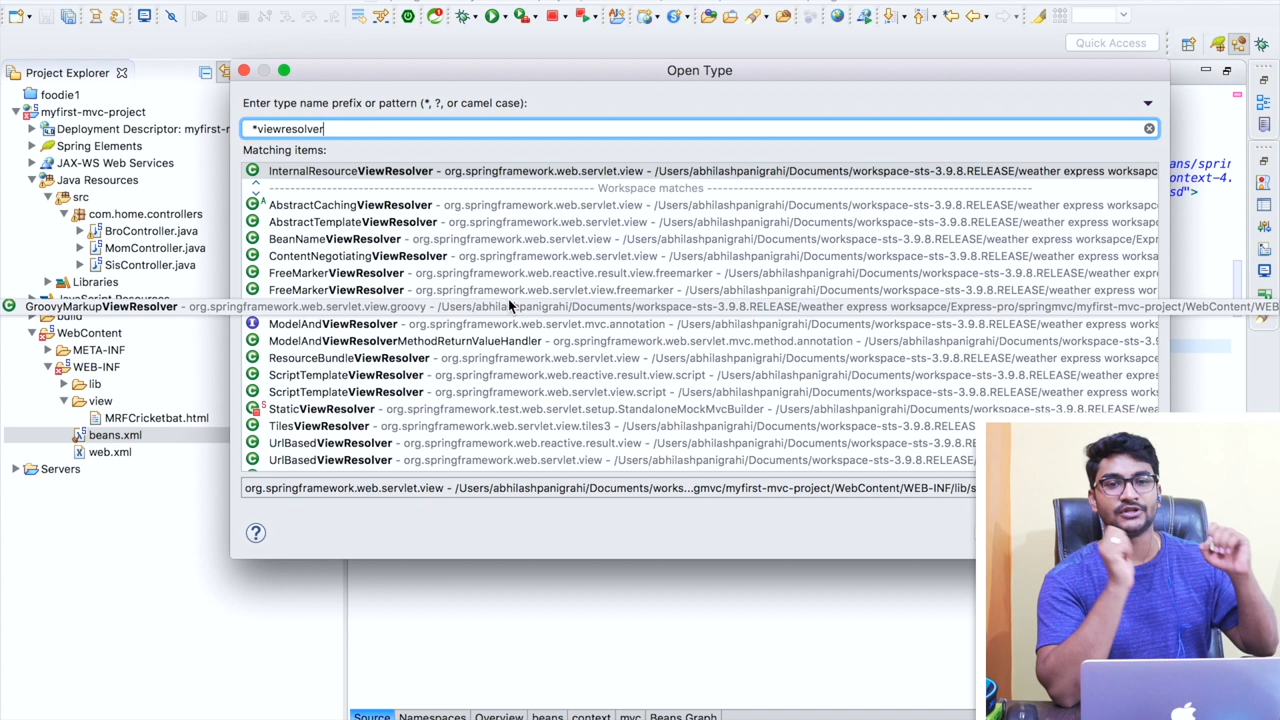 Quick Access
Project Explorer
Open Type
foodie1
Enter type name prefix or pattern (*, ?, or camel case):
myfirst-mvc-project
*viewresolver
Deployment Descriptor: myfirst-r
Spring Elements
Matching items:
JAX-WS Web Services
InternalResourceViewResolver - org.springframework.web.servlet.view - /Users/abhilashpanigrahi/Documents/workspace-sts-3.9.8.RELEASE/weather express workspace
ans/sprin
Java Resources
Workspace matches
ontext-4.
sd">
src
AbstractCachingViewResolver - org.springframework.web.servlet.view - /Users/abhilashpanigrahi/Documents/workspace-sts-3.9.8.RELEASE/weather express workapce
com.home.controllers
AbstractTemplateViewResolver - org.springframework.web.servlet.view - /Users/abhilashpanigrahi/Documents/workspace-sts-3.9.8.RELEASE/weather express workapce
BroController.java
BeanNameViewResolver - org.springframework.web.servlet.view - /Users/abhilashpanigrahi/Documents/workspace-sts-3.9.8.RELEASE/weather express worksapce/Expr
MomController.java
ContentNegotiatingViewResolver - org.springframework.web.servlet.view - /Users/abhilashpanigrahi/Documents/workspace-sts-3.9.8.RELEASE/weather express worksa
SisController.java
FreeMarkerViewResolver - org.springframework.web.reactive.result.view.freemarker - /Users/abhilashpanigrahi/Documents/workspace-sts-3.9.8.RELEASE/weather expre
Libraries
FreeMarkerViewResolver - org.springframework.web.servlet.view.freemarker - /Users/abhilashpanigrahi/Documents/workspace-sts-3.9.8.RELEASE/weather express wo
JavaScript Resources
GroovyMarkupViewResolver - org.springframework.web.servlet.view.groovy - /Users/abhilashpanigrahi/Documents/workspace-sts-3.9.8.RELEASE/weather express worksapce/Express-pro/springmvc/myfirst-mvc-project/WebContent/WEB
build
ModelAndViewResolver - org.springframework.web.servlet.mvc.annotation - /Users/abhilashpanigrahi/Documents/workspace-sts-3.9.8.RELEASE/weather express works
WebContent
ModelAndViewResolverMethodReturnValueHandler - org.springframework.web.servlet.mvc.method.annotation - /Users/abhilashpanigrahi/Documents/workspace-sts-3.9.
META-INF
ResourceBundleViewResolver - org.springframework.web.servlet.view - /Users/abhilashpanigrahi/Documents/workspace-sts-3.9.8.RELEASE/weather express worksapc
WEB-INF
ScriptTemplateViewResolver - org.springframework.web.reactive.result.view.script - /Users/abhilashpanigrahi/Documents/workspace-sts-3.9.8.RELEASE/weather expres
lib
ScriptTemplateViewResolver - org.springframework.web.servlet.view.script - /Users/abhilashpanigrahi/Documents/workspace-sts-3.9.8.RELEASE/weather express work
view
StaticViewResolver - org.springframework.test.web.servlet.setup.StandaloneMockMvcBuilder - /Users/abhilashpanigrahi/Documents/workspace-sts-3.9.8.RELEASE/wea
MRFCricketbat.html
TilesViewResolver - org.springframework.web.servlet.view.tiles3 - /Users/abhilashpanigrahi/Documents/workspace-sts-3.9.8.RE
beans.xml
UrlBasedViewResolver - org.springframework.web.reactive.result.view - /Users/abhilashpanigrahi/Documents/workspace-sts-3.9.
web.xml
UrlBasedViewResolver - org.springframework.web.servlet.view - /Users/abhilashpanigrahi/Documents/workspace-sts-3.9.8.RELEA
Servers
org.springframework.web.servlet.view - /Users/abhilashpanigrahi/Documents/works...gmvc/myfirst-mvc-project/WebContent/WEB-INF/lib/s
?
Source Namespaces Overview beans context mvc Beans Graph